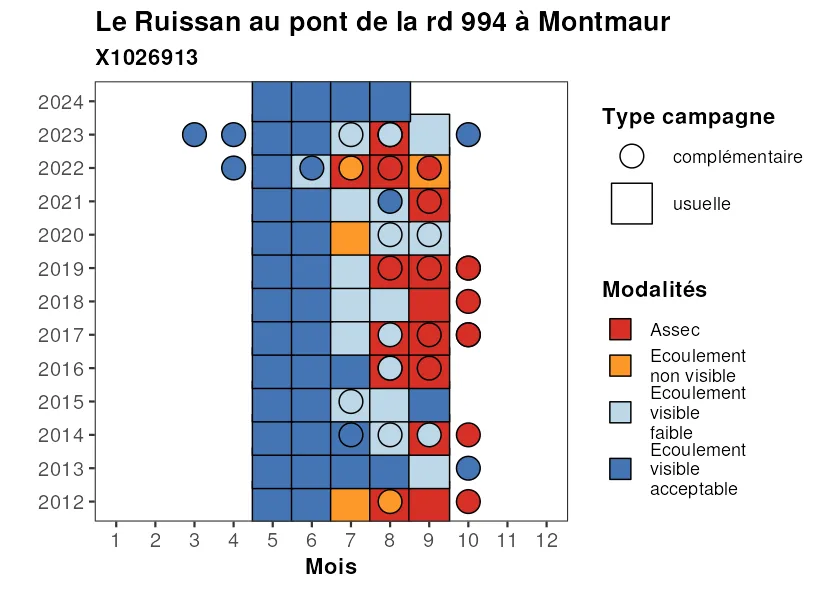 Le Ruissan au pont de la rd 994 à Montmaur
X1026913
2024
2023
2022
2021
2020
2019
2018
2017
2016
2015
2014
2013
2012
1 2 3 4 5 6 7 8 9 10 11 12
Mois
Type campagne
complémentaire
usuelle
Modalités
Assec
Ecoulement
non visible
Ecoulement
visible
faible
Ecoulement
visible
acceptable